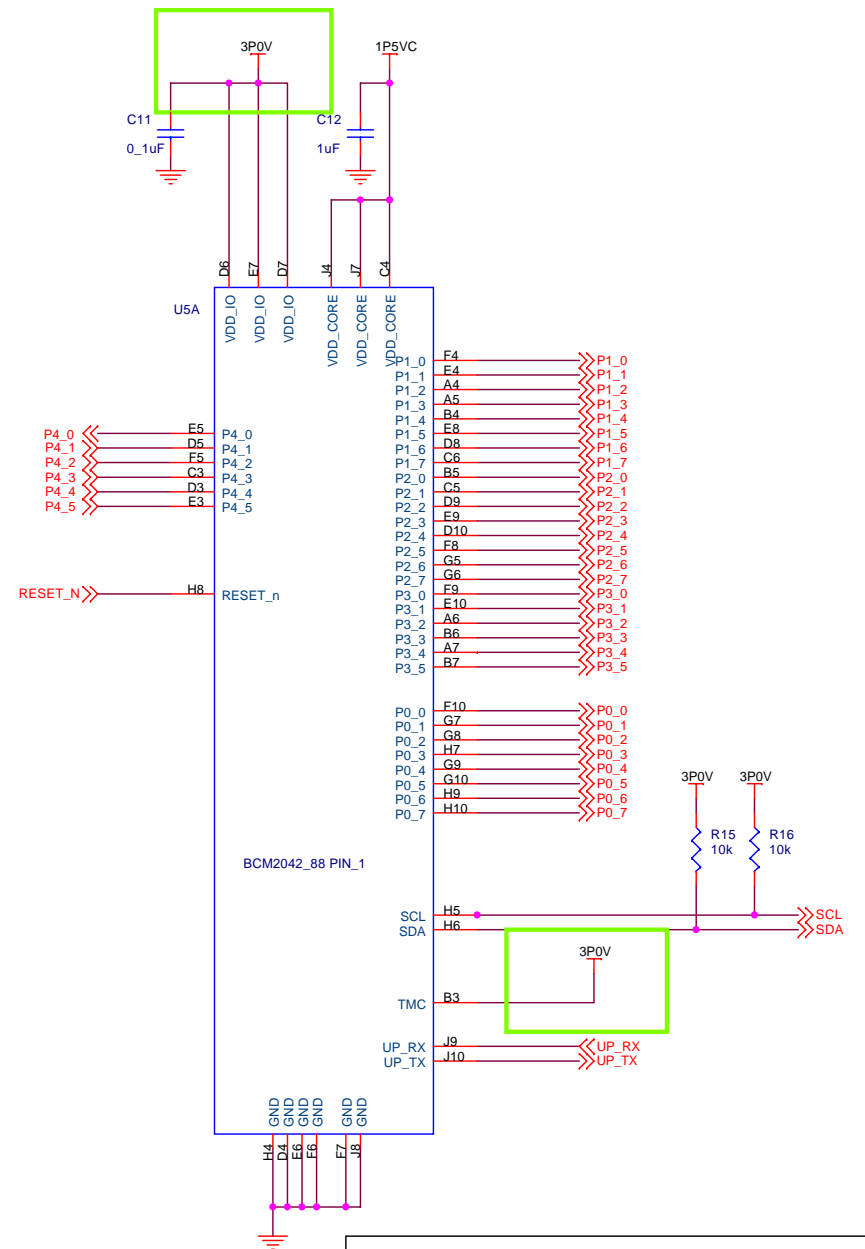 3P0V
1P5VC
C11
0_1uF
C12
1uF
D6
E7
D7
J4
J7
C4
U5A
VDD_IO
VDD_IO
VDD_IO
VDD_CORE
VDD_CORE
VDD_CORE
P1_0 F4 P1_0
P1_1 E4 P1_1
P1_2 A4 P1_2
P1_3 A5 P1_3
P1_4 B4 P1_4
P1_5 E8 P1_5
P1_6 D8 P1_6
P1_7 C6 P1_7
P2_0 B5 P2_0
P2_1 C5 P2_1
P2_2 D9 P2_2
P2_3 E9 P2_3
P2_4 D10 P2_4
P2_5 F8 P2_5
P2_6 G5 P2_6
P2_7 G6 P2_7
P3_0 F9 P3_0
P3_1 E10 P3_1
P3_2 A6 P3_2
P3_3 B6 P3_3
P3_4 A7 P3_4
P3_5 B7 P3_5
P4_0 E5 P4_0
P4_1 D5 P4_1
P4_2 F5 P4_2
P4_3 C3 P4_3
P4_4 D3 P4_4
P4_5 E3 P4_5
RESET_N H8 RESET_n
P0_0 F10 P0_0
P0_1 G7 P0_1
P0_2 G8 P0_2
P0_3 H7 P0_3
P0_4 G9 P0_4
P0_5 G10 P0_5
P0_6 H9 P0_6
P0_7 H10 P0_7
3P0V
3P0V
R15
10k
R16
10k
BCM2042_88 PIN_1
SCL H5 SCL
SDA H6 SDA
3P0V
TMC B3
UP_RX J9 UP_RX
UP_TX J10 UP_TX
GND
GND
GND
GND
GND
GND
H4
D4
E6
F6
F7
J8